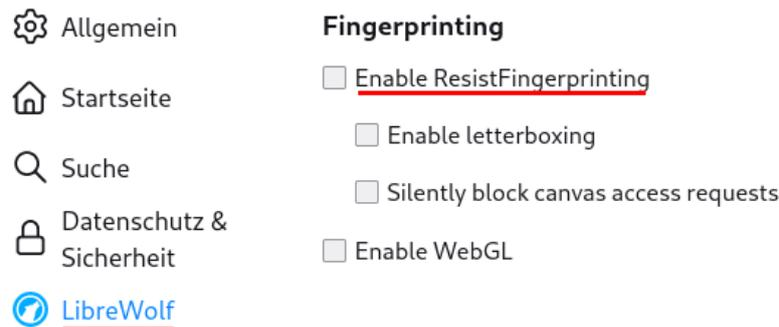 Allgemein
Startseite
Suche
Datenschutz &
Sicherheit
LibreWolf
Fingerprinting
Enable ResistFingerprinting
Enable letterboxing
Silently block canvas access requests
Enable WebGL